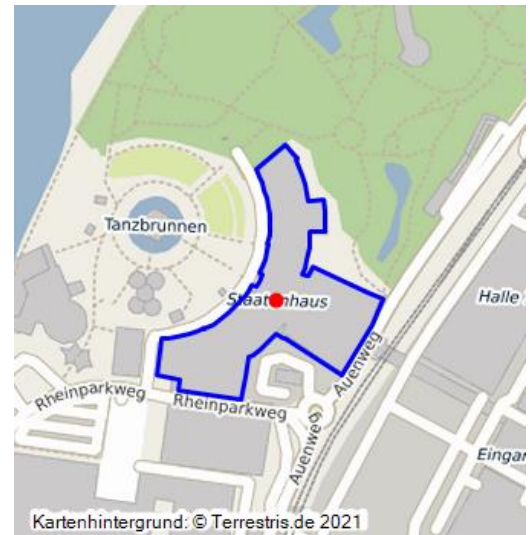 Tanzbrunnen
Staatenhaus
Halle
Auenweg
Rheinparkweg
Rheinparkweg
Auenweg
Eingan
Kartenhintergrund: © Terrestris.de 2021